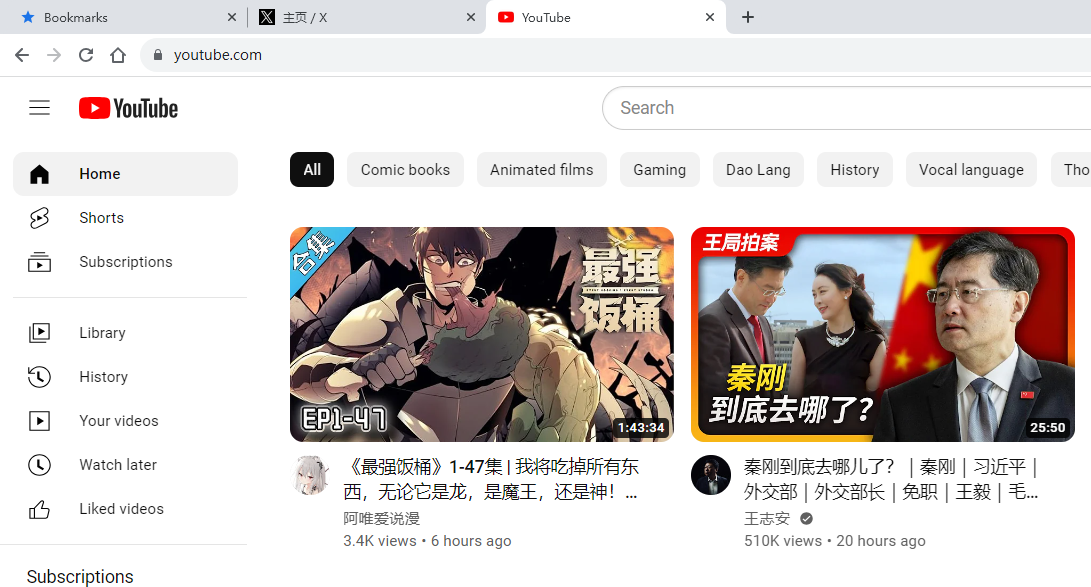 Bookmarks
主页 / X
YouTube
youtube.com
YouTube
Search
Home
Shorts
Subscriptions
Library
History
Your videos
Watch later
Liked videos
Subscriptions
All
Comic books
Animated films
Gaming
Dao Lang
History
Vocal language
Tho
合集
最强
饭桶
EP1-47
1:43:34
《最强饭桶》1-47集 | 我将吃掉所有东
西，无论它是龙，是魔王，还是神！...
阿唯爱说漫
3.4K views • 6 hours ago
王局拍案
秦刚
到底去哪了？
25:50
秦刚到底去哪儿了？｜秦刚｜习近平｜
外交部｜外交部长｜免职｜王毅｜毛...
王志安
510K views • 20 hours ago